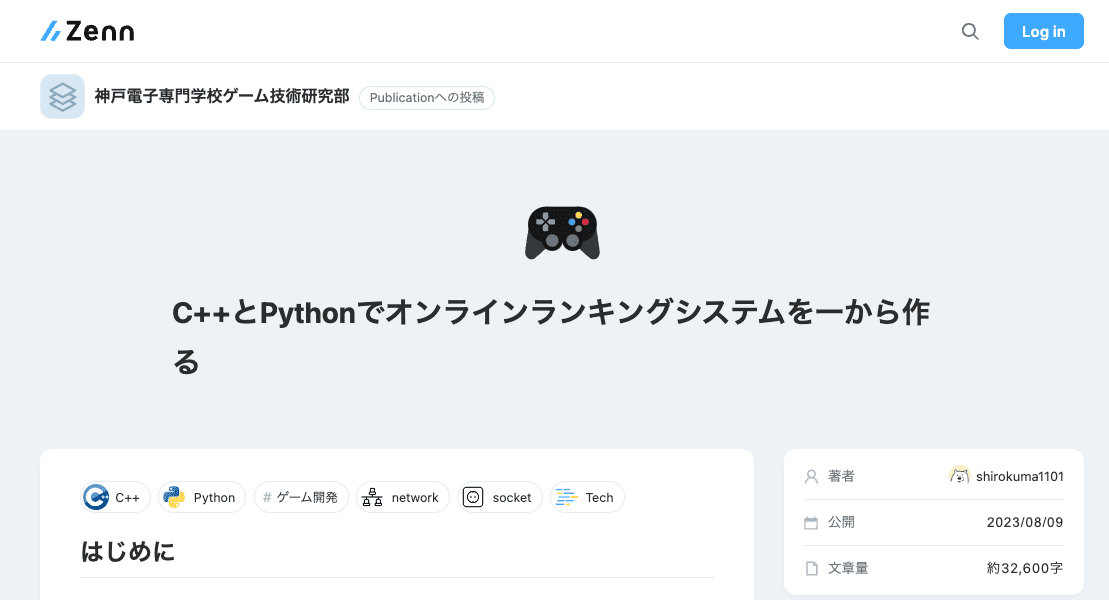 Zenn
Log in
神戸電子専門学校ゲーム技術研究部
Publicationへの投稿
C++とPythonでオンラインランキングシステムを一から作
る
C++
Python
# ゲーム開発
network
socket
Tech
はじめに
著者
shirokuma1101
公開
2023/08/09
文章量
約32,600字